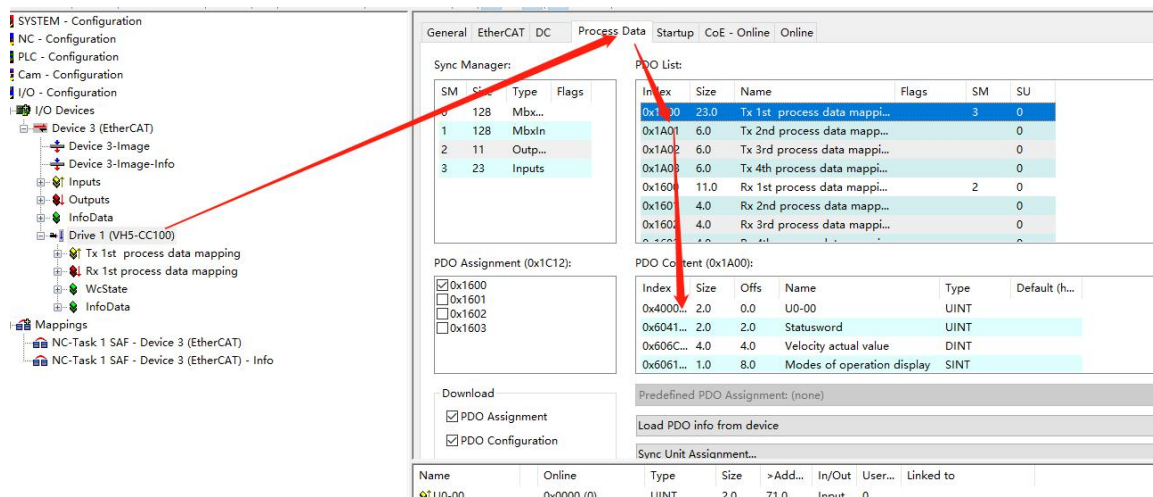 SYSTEM - Configuration
NC - Configuration
PLC - Configuration
Cam - Configuration
I/O - Configuration
I/O Devices
Device 3 (EtherCAT)
Device 3-Image
Device 3-Image-Info
Inputs
Outputs
InfoData
Drive 1 (VH5-CC100)
Tx 1st process data mapping
Rx 1st process data mapping
WcState
InfoData
Mappings
NC-Task 1 SAF - Device 3 (EtherCAT)
NC-Task 1 SAF - Device 3 (EtherCAT) - Info
General EtherCAT DC Process Data Startup CoE - Online Online
Sync Manager:
SM Size Type Flags
128 Mbx...
1 128 MbxIn
2 11 Outp...
3 23 Inputs
PDO List:
Index Size Name Flags SM SU
23.0 Tx 1st process data mappi... 3 0
0x1A01 6.0 Tx 2nd process data mapp... 0
0x1A02 6.0 Tx 3rd process data mapp... 0
0x1A03 6.0 Tx 4th process data mapp... 0
0x1600 11.0 Rx 1st process data mappi... 2 0
0x1601 4.0 Rx 2nd process data mapp... 0
0x1602 4.0 Rx 3rd process data mapp... 0
PDO Assignment (0x1C12):
0x1600
0x1601
0x1602
0x1603
PDO Content (0x1A00):
Index Size Offs Name Type Default (h...
0x4000... 2.0 0.0 U0-00 UINT
0x6041... 2.0 2.0 Statusword UINT
0x606C... 4.0 4.0 Velocity actual value DINT
0x6061... 1.0 8.0 Modes of operation display SINT
Download
PDO Assignment
PDO Configuration
Predefined PDO Assignment: (none)
Load PDO info from device
Sync Unit Assignment...
Name Online Type Size >Add... In/Out User... Linked to
U0-00 0x0000 (0) UINT 2.0 71.0 Input 0